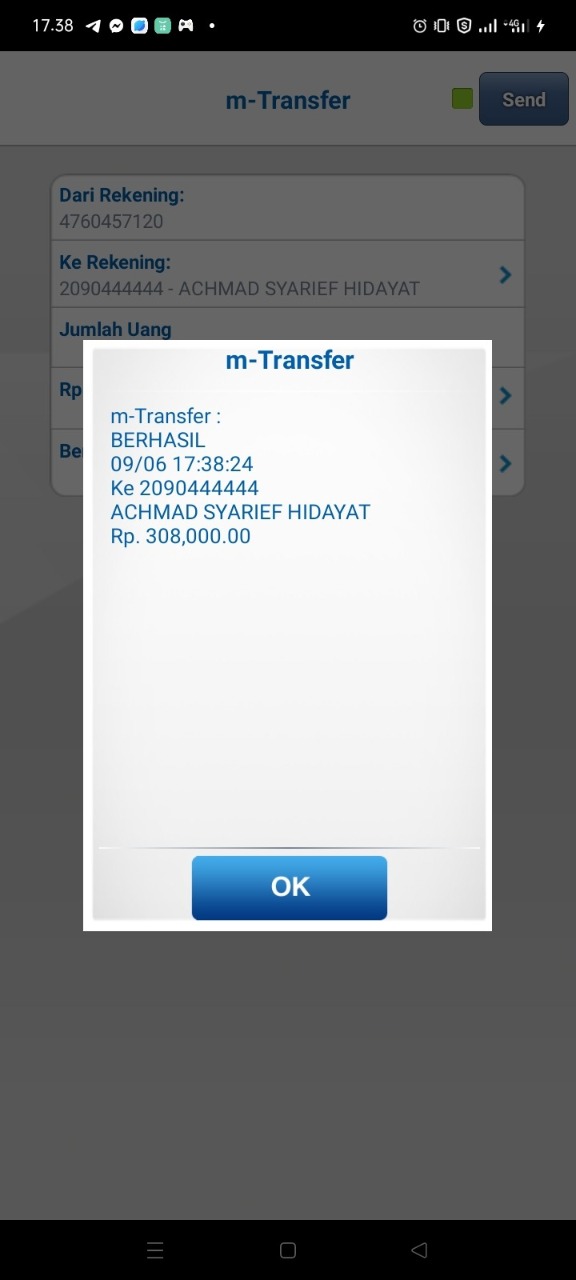 17.38
4G
m-Transfer
Send
Dari Rekening:
4760457120
Ke Rekening:
2090444444 - ACHMAD SYARIEF HIDAYAT
Jumlah Uang
Rp
Be
m-Transfer
m-Transfer :
BERHASIL
09/06 17:38:24
Ke 2090444444
ACHMAD SYARIEF HIDAYAT
Rp. 308,000.00
OK